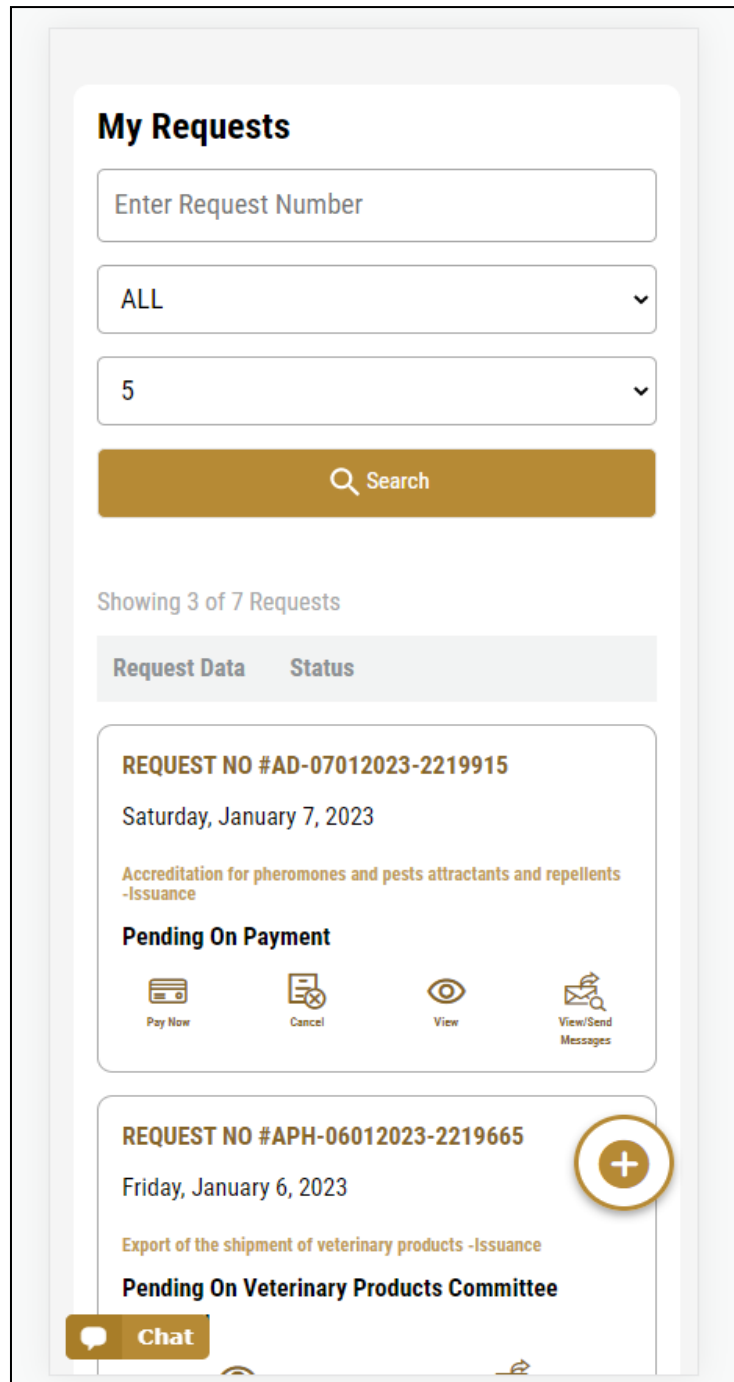 My Requests
Enter Request Number
ALL
5
Search
Showing 3 of 7 Requests
Request Data Status
REQUEST NO #AD-07012023-2219915
Saturday, January 7, 2023
Accreditation for pheromones and pests attractants and repellents
-Issuance
Pending On Payment
Pay Now Cancel View View/Send
Messages
REQUEST NO #APH-06012023-2219665
Friday, January 6, 2023
Export of the shipment of veterinary products -Issuance
Pending On Veterinary Products Committee
Chat